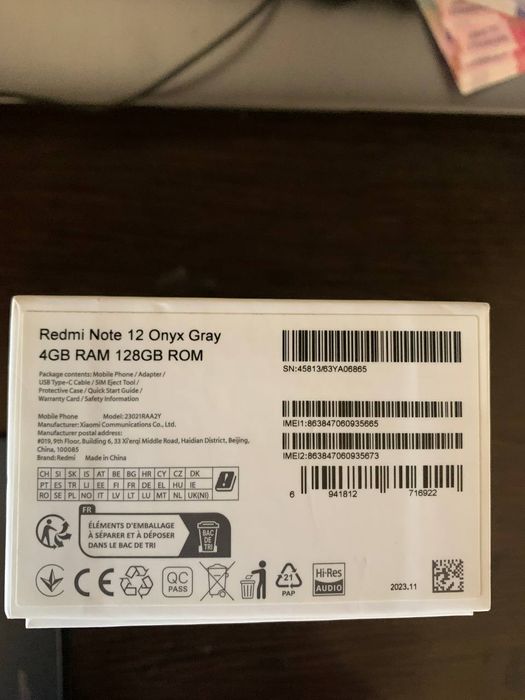 Redmi Note 12 Onyx Gray
4GB RAM 128GB ROM
Package contents: Mobile Phone / Adapter /
USB Type-C Cable / SIM Eject Tool /
Protective Case / Quick Start Guide /
Warranty Card / Safety Information
Mobile Phone Model: 23021RAA2Y
Manufacturer: Xiaomi Communications Co., Ltd.
Manufacturer postal address:
#019, 9th Floor, Building 6, 33 Xi'erqi Middle Road, Haidian District, Beijing,
China, 100085
Brand: Redmi Made in China
SN:45813/63YA06865
IMEI1:863847060935665
IMEI2:863847060935673
6 941812 716922
CH SI SK IS AT BE BG HR CY CZ DK
PT ES TR LI EE FI FR DE EL HU IE
RO SE PL NO IT LV LT LU MT NL UK(NI)
FR
ÉLÉMENTS D'EMBALLAGE
À SÉPARER ET À DÉPOSER
DANS LE BAC DE TRI
BAC
DE
TRI
CE
QC
PASS
21
PAP
Hi-Res
AUDIO
2023.11